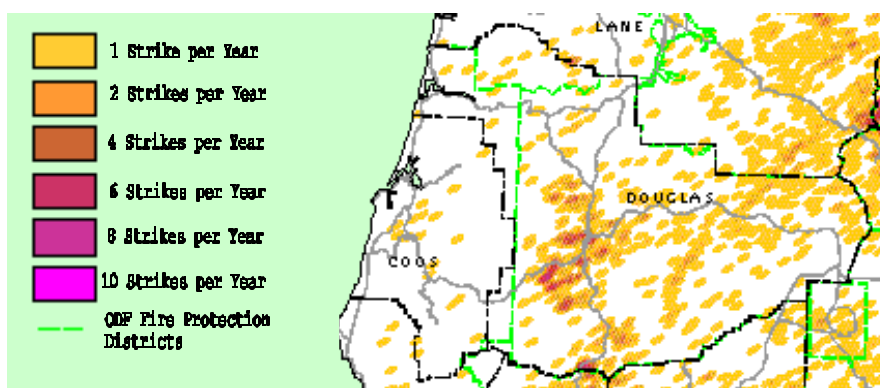 1 Strike per Year
2 Strikes per Year
4 Strikes per Year
6 Strikes per Year
8 Strikes per Year
10 Strikes per Year
ODF Fire Protection
Districts
LANE
DOUGLAS
COOS